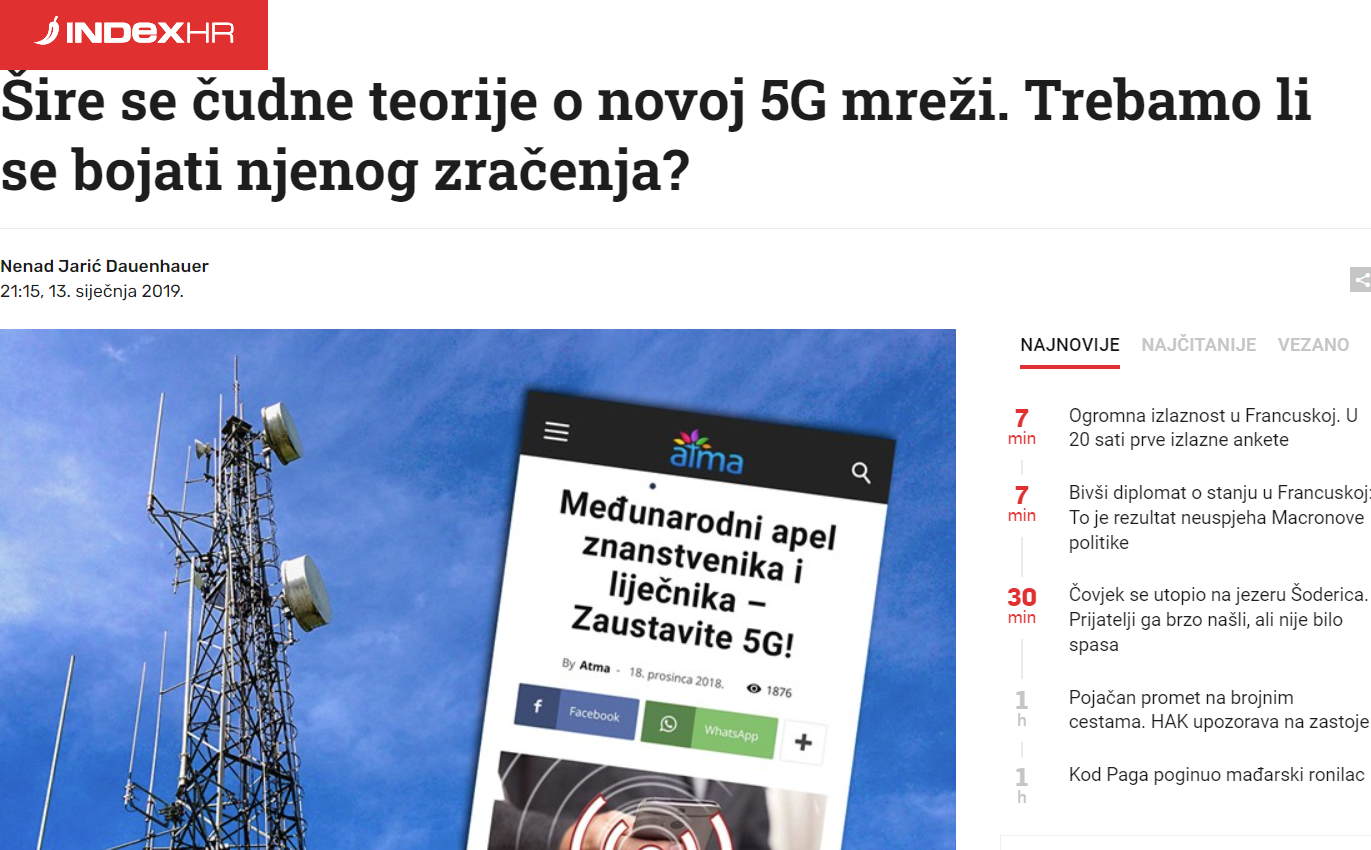 INDEXHR
Šire se čudne teorije o novoj 5G mreži. Trebamo li
se bojati njenog zračenja?
Nenad Jarić Dauenhauer
21:15, 13. siječnja 2019.
atma
Međunarodni apel
znanstvenika i
liječnika –
Zaustavite 5G!
By Atma - 18. prosinca 2018. 1876
Facebook
WhatsApp
NAJNOVIJE NAJČITANIJE VEZANO
7
min
Ogromna izlaznost u Francuskoj. U
20 sati prve izlazne ankete
7
min
Bivši diplomat o stanju u Francuskoj:
To je rezultat neuspjeha Macronove
politike
30
min
Čovjek se utopio na jezeru Šoderica.
Prijatelji ga brzo našli, ali nije bilo
spasa
1
h
Pojačan promet na brojnim
cestama. HAK upozorava na zastoje
1
h
Kod Paga poginuo mađarski ronilac